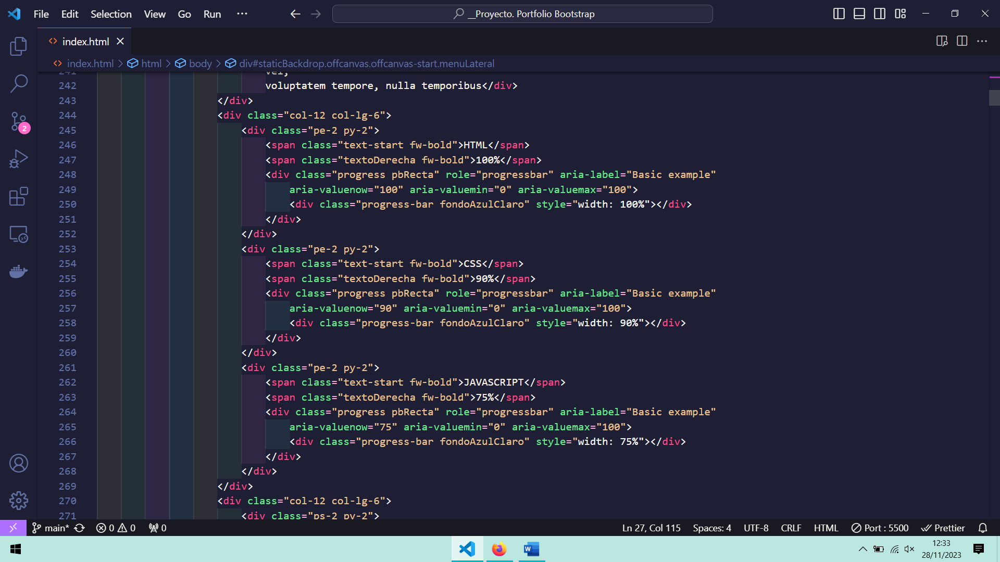 File Edit Selection View Go Run ··· __Proyecto. Portfolio Bootstrap
index.html
index.html > html > body > div#staticBackdrop.offcanvas.offcanvas-start.menuLateral
241 vel,
242 voluptatem tempore, nulla temporibus</div>
243 </div>
244 <div class="col-12 col-lg-6">
245 <div class="pe-2 py-2">
246 <span class="text-start fw-bold">HTML</span>
247 <span class="textoDerecha fw-bold">100%</span>
248 <div class="progress pbRecta" role="progressbar" aria-label="Basic example"
249 aria-valuenow="100" aria-valuemin="0" aria-valuemax="100">
250 <div class="progress-bar fondoAzulClaro" style="width: 100%"></div>
251 </div>
252 </div>
253 <div class="pe-2 py-2">
254 <span class="text-start fw-bold">CSS</span>
255 <span class="textoDerecha fw-bold">90%</span>
256 <div class="progress pbRecta" role="progressbar" aria-label="Basic example"
257 aria-valuenow="90" aria-valuemin="0" aria-valuemax="100">
258 <div class="progress-bar fondoAzulClaro" style="width: 90%"></div>
259 </div>
260 </div>
261 <div class="pe-2 py-2">
262 <span class="text-start fw-bold">JAVASCRIPT</span>
263 <span class="textoDerecha fw-bold">75%</span>
264 <div class="progress pbRecta" role="progressbar" aria-label="Basic example"
265 aria-valuenow="75" aria-valuemin="0" aria-valuemax="100">
266 <div class="progress-bar fondoAzulClaro" style="width: 75%"></div>
267 </div>
268 </div>
269 </div>
270 <div class="col-12 col-lg-6">
271 <div class="ps-2 py-2">
2
main* 0 0 0 Ln 27, Col 115 Spaces: 4 UTF-8 CRLF HTML Port : 5500 Prettier
12:33
28/11/2023